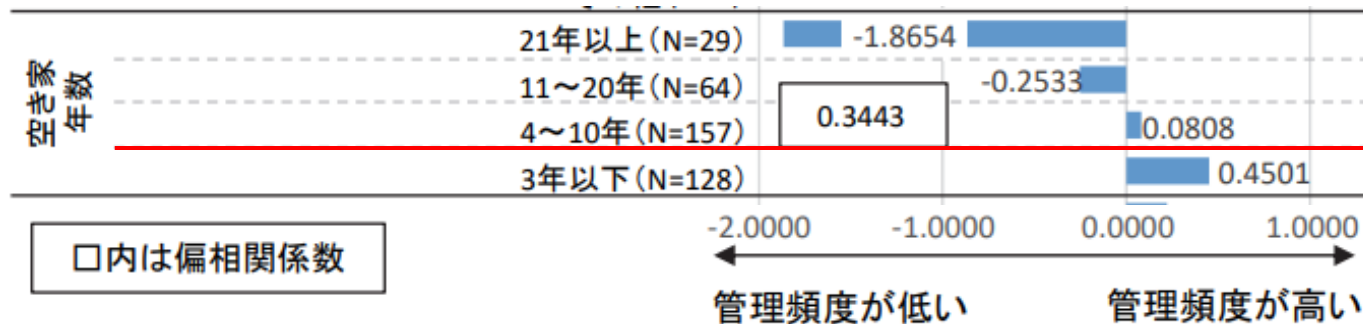 空き家
年数
21年以上(N=29)
-1.8654
11～20年(N=64)
-0.2533
0.3443
4～10年(N=157)
0.0808
3年以下(N=128)
0.4501
-2.0000 -1.0000 0.0000 1.0000
□内は偏相関係数
管理頻度が低い 管理頻度が高い